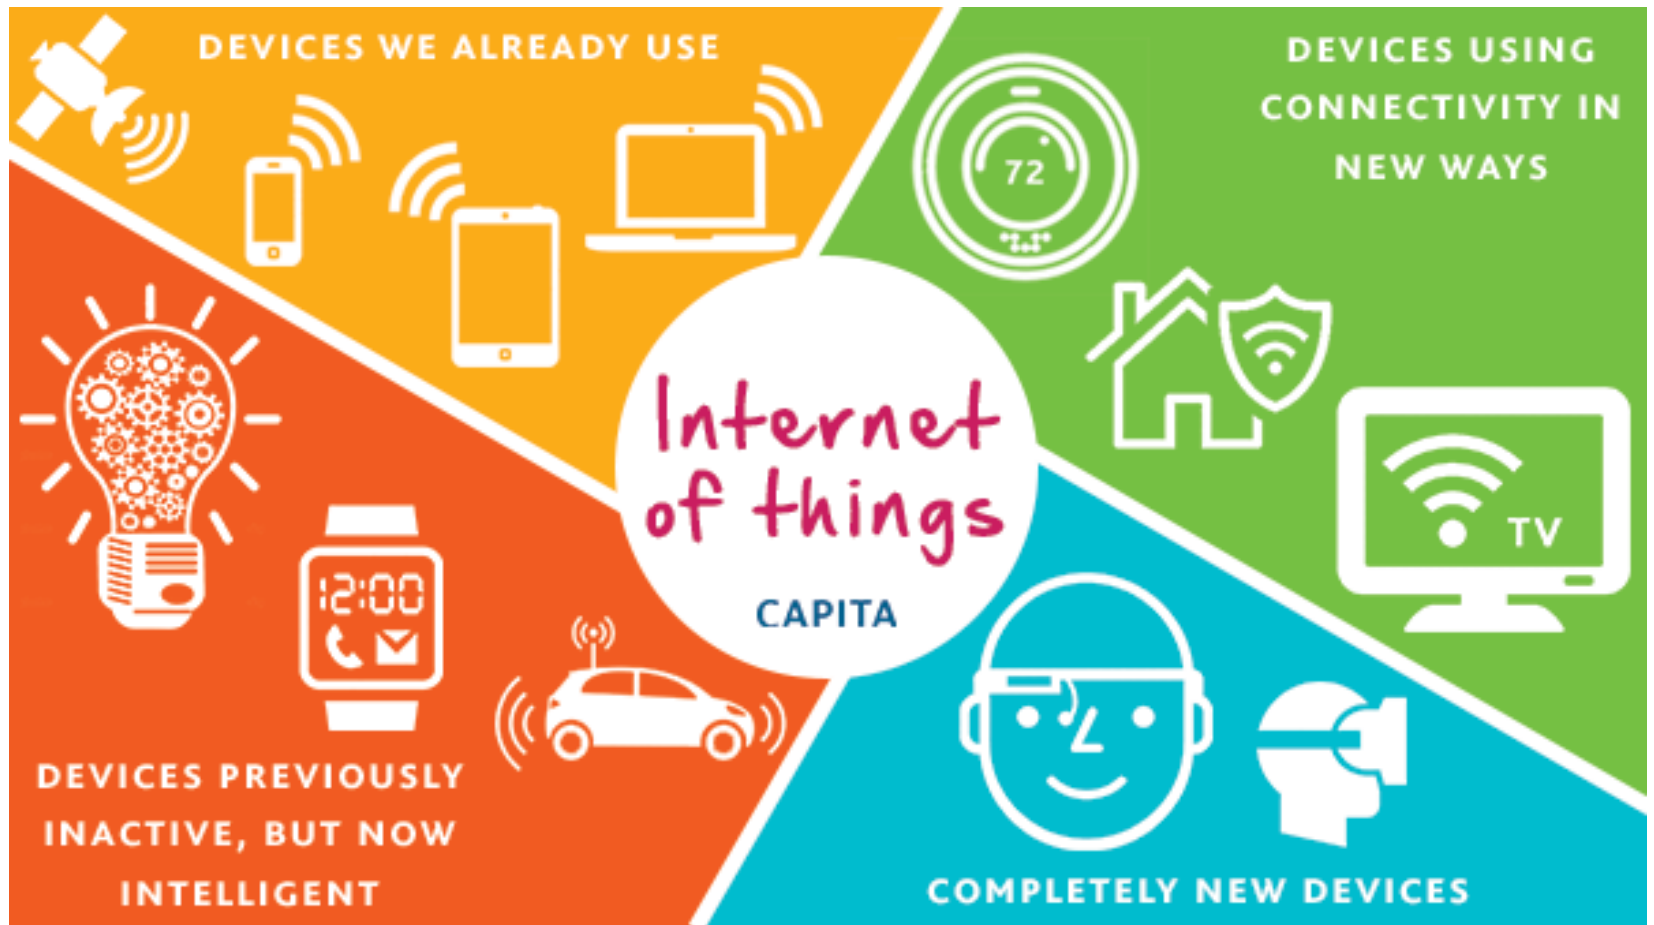 DEVICES WE ALREADY USE
DEVICES USING
CONNECTIVITY IN
NEW WAYS
72
Internet
of things
CAPITA
TV
12:00
DEVICES PREVIOUSLY
INACTIVE, BUT NOW
INTELLIGENT
COMPLETELY NEW DEVICES